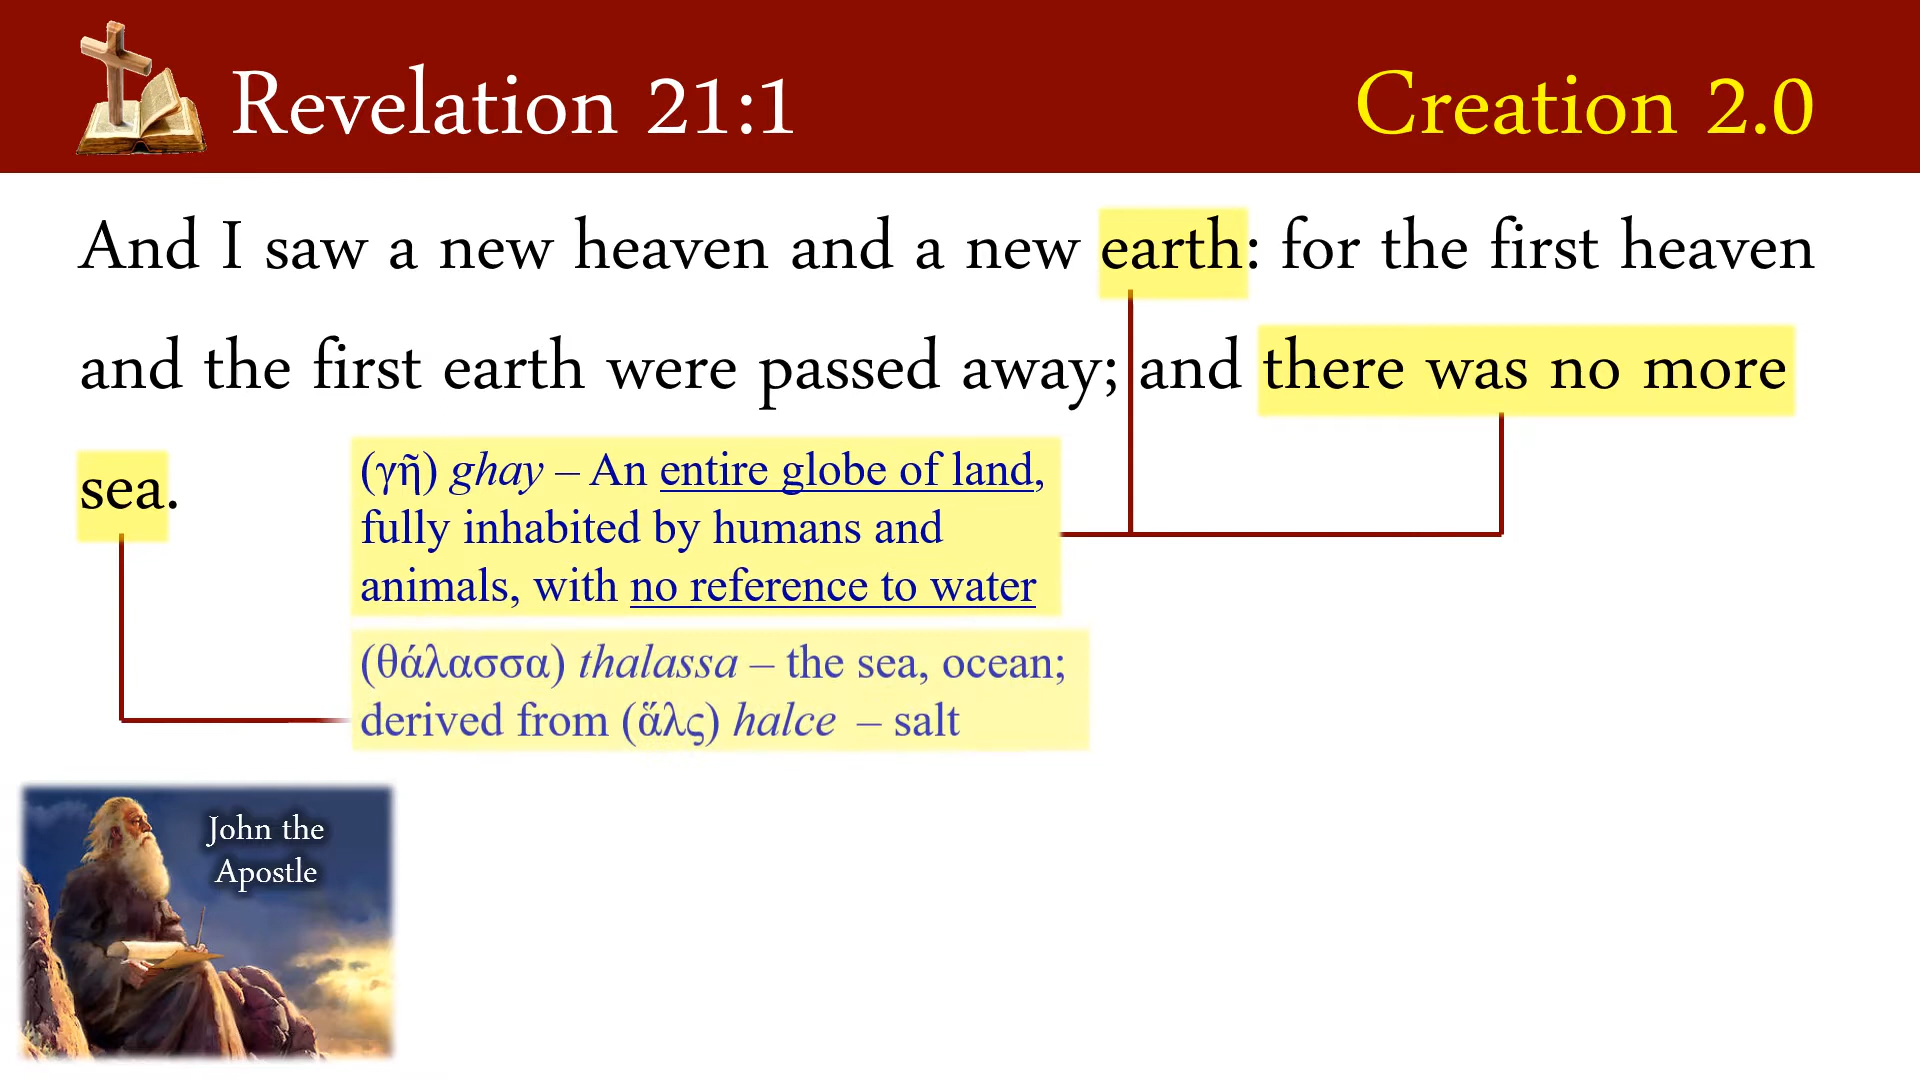 Revelation 21:1
Creation 2.0
And I saw a new heaven and a new earth: for the first heaven
and the first earth were passed away; and there was no more
sea.
(γῆ) ghay – An entire globe of land,
fully inhabited by humans and
animals, with no reference to water
(θάλασσα) thalassa – the sea, ocean;
derived from (ἅλς) halce – salt
John the
Apostle